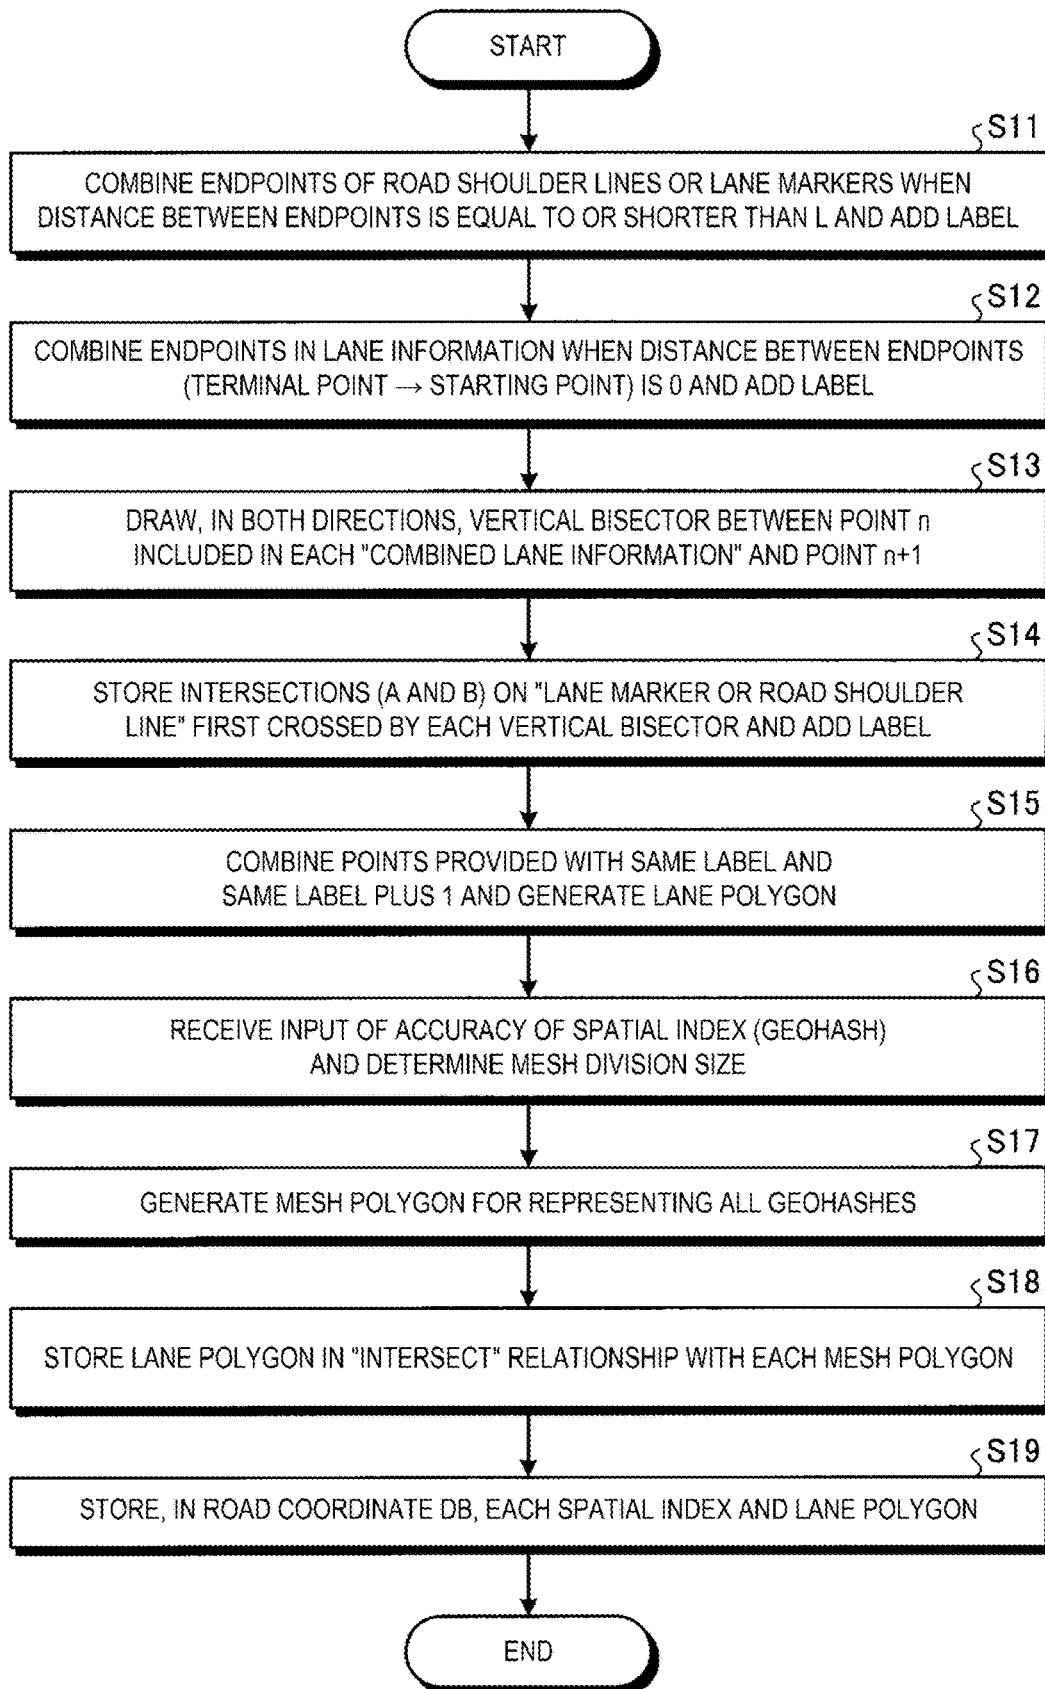 START
S11
COMBINE ENDPOINTS OF ROAD SHOULDER LINES OR LANE MARKERS WHEN
DISTANCE BETWEEN ENDPOINTS IS EQUAL TO OR SHORTER THAN L AND ADD LABEL
S12
COMBINE ENDPOINTS IN LANE INFORMATION WHEN DISTANCE BETWEEN ENDPOINTS
(TERMINAL POINT → STARTING POINT) IS 0 AND ADD LABEL
S13
DRAW, IN BOTH DIRECTIONS, VERTICAL BISECTOR BETWEEN POINT n
INCLUDED IN EACH "COMBINED LANE INFORMATION" AND POINT n+1
S14
STORE INTERSECTIONS (A AND B) ON "LANE MARKER OR ROAD SHOULDER
LINE" FIRST CROSSED BY EACH VERTICAL BISECTOR AND ADD LABEL
S15
COMBINE POINTS PROVIDED WITH SAME LABEL AND
SAME LABEL PLUS 1 AND GENERATE LANE POLYGON
S16
RECEIVE INPUT OF ACCURACY OF SPATIAL INDEX (GEOHASH)
AND DETERMINE MESH DIVISION SIZE
S17
GENERATE MESH POLYGON FOR REPRESENTING ALL GEOHASHES
S18
STORE LANE POLYGON IN "INTERSECT" RELATIONSHIP WITH EACH MESH POLYGON
S19
STORE, IN ROAD COORDINATE DB, EACH SPATIAL INDEX AND LANE POLYGON
END